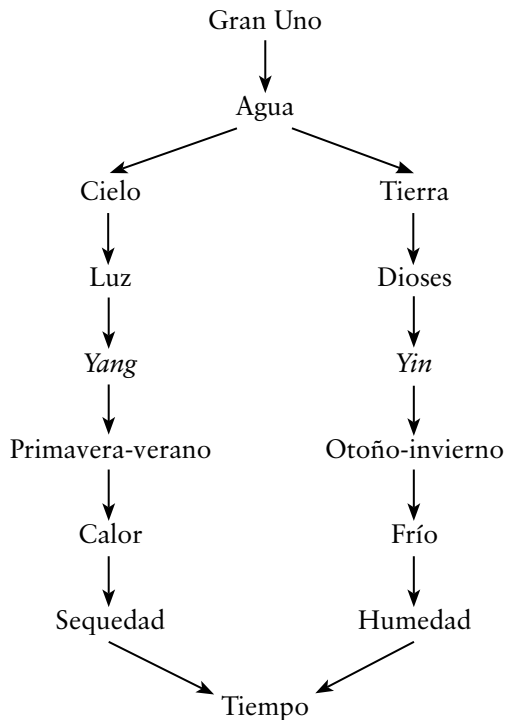 Gran Uno
Agua
Cielo Tierra
Luz Dioses
Yang Yin
Primavera-verano Otoño-invierno
Calor Frío
Sequedad Humedad
Tiempo